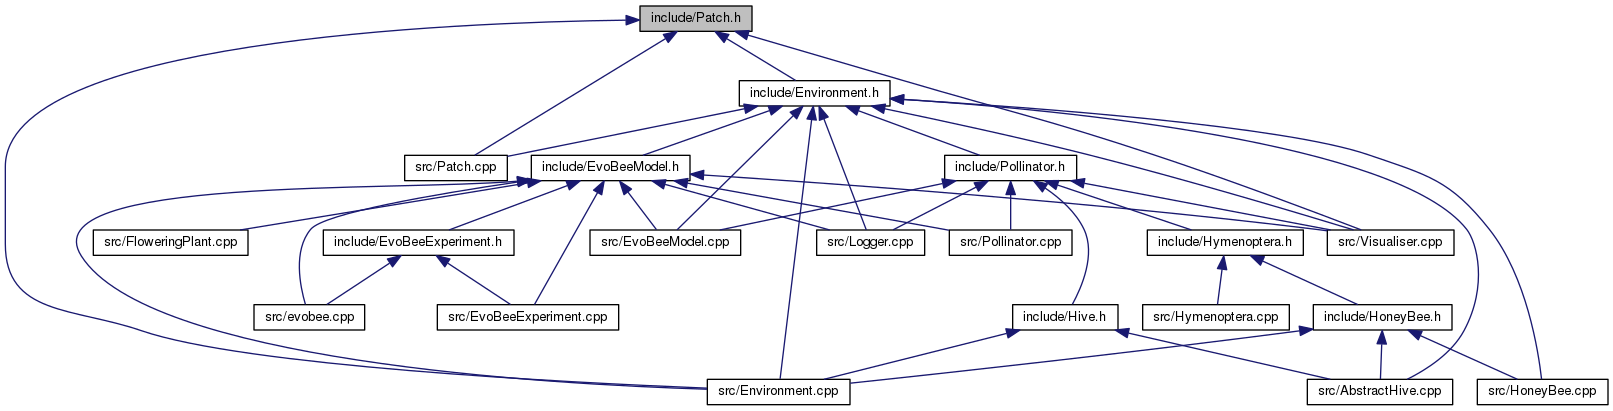 include/Patch.h
include/Environment.h
src/Patch.cpp
include/EvoBeeModel.h
include/Pollinator.h
src/FloweringPlant.cpp
include/EvoBeeExperiment.h
src/EvoBeeModel.cpp
src/Logger.cpp
src/Pollinator.cpp
include/Hymenoptera.h
src/Visualiser.cpp
src/evobee.cpp
src/EvoBeeExperiment.cpp
include/Hive.h
src/Hymenoptera.cpp
include/HoneyBee.h
src/Environment.cpp
src/AbstractHive.cpp
src/HoneyBee.cpp